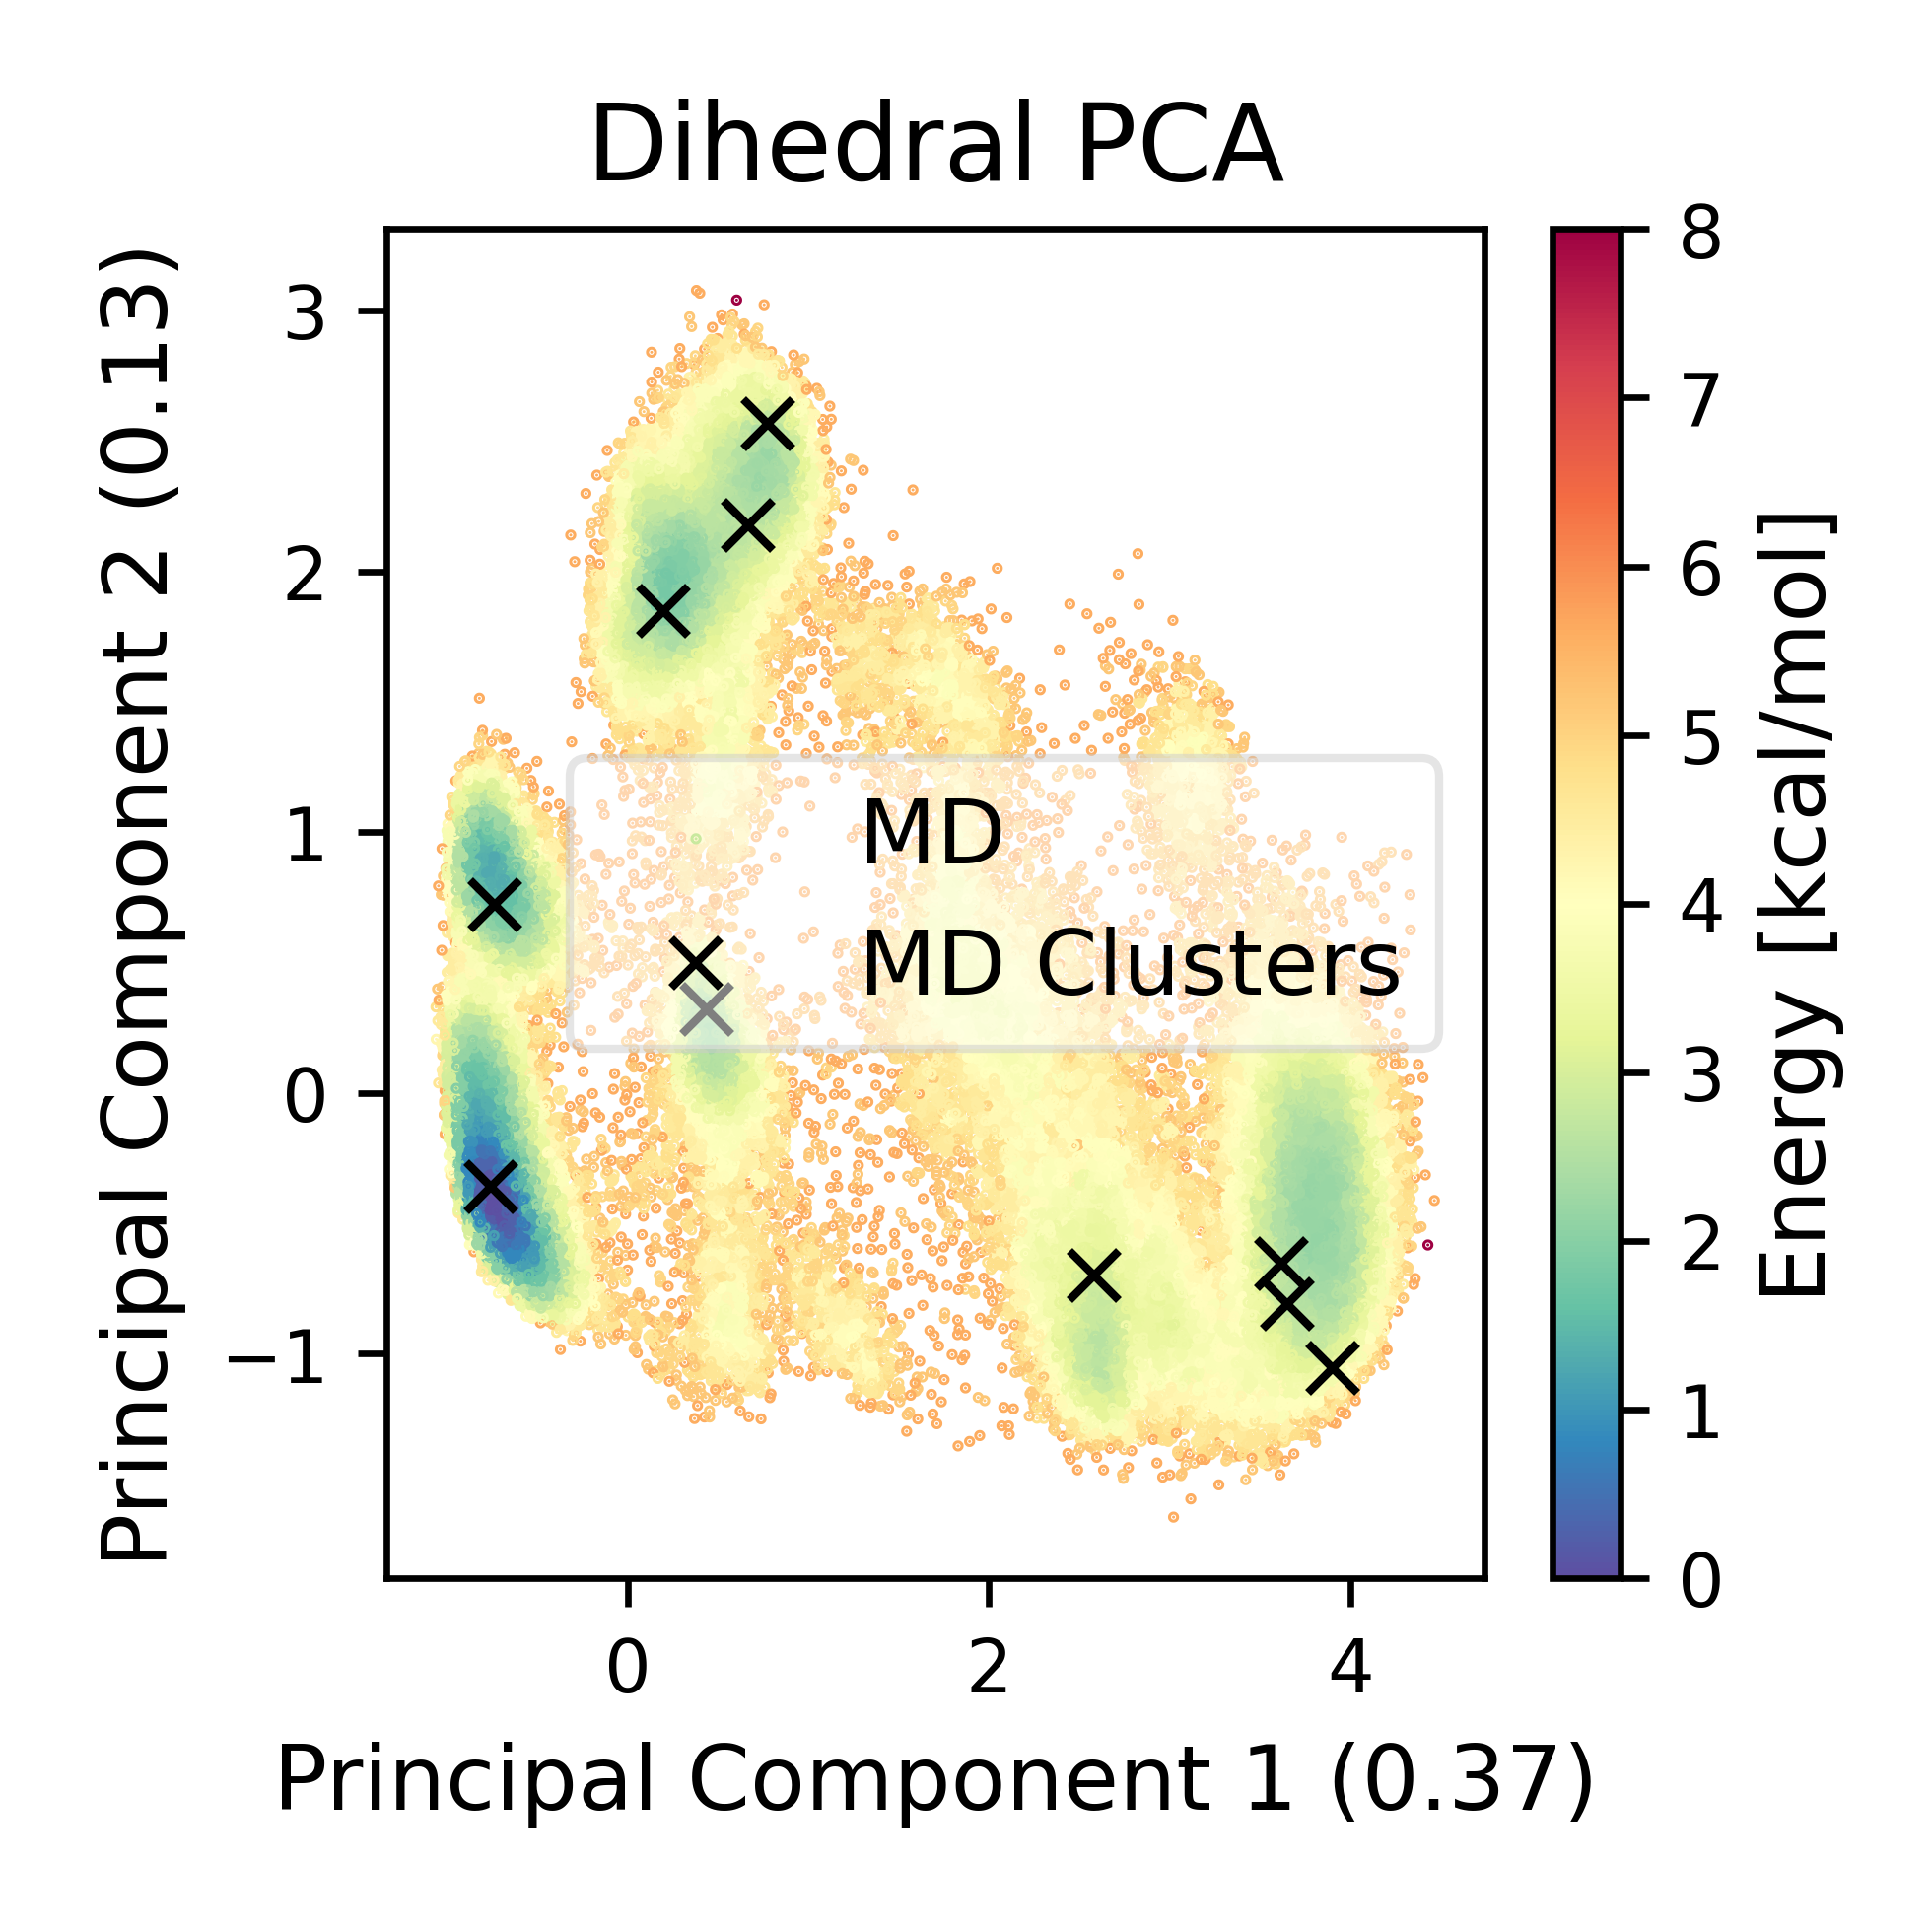 Dihedral PCA
Principal Component 2 (0.13)
3
2
1
0
−1
MD
MD Clusters
0
2
4
Principal Component 1 (0.37)
8
7
6
5
4
3
2
1
0
Energy [kcal/mol]